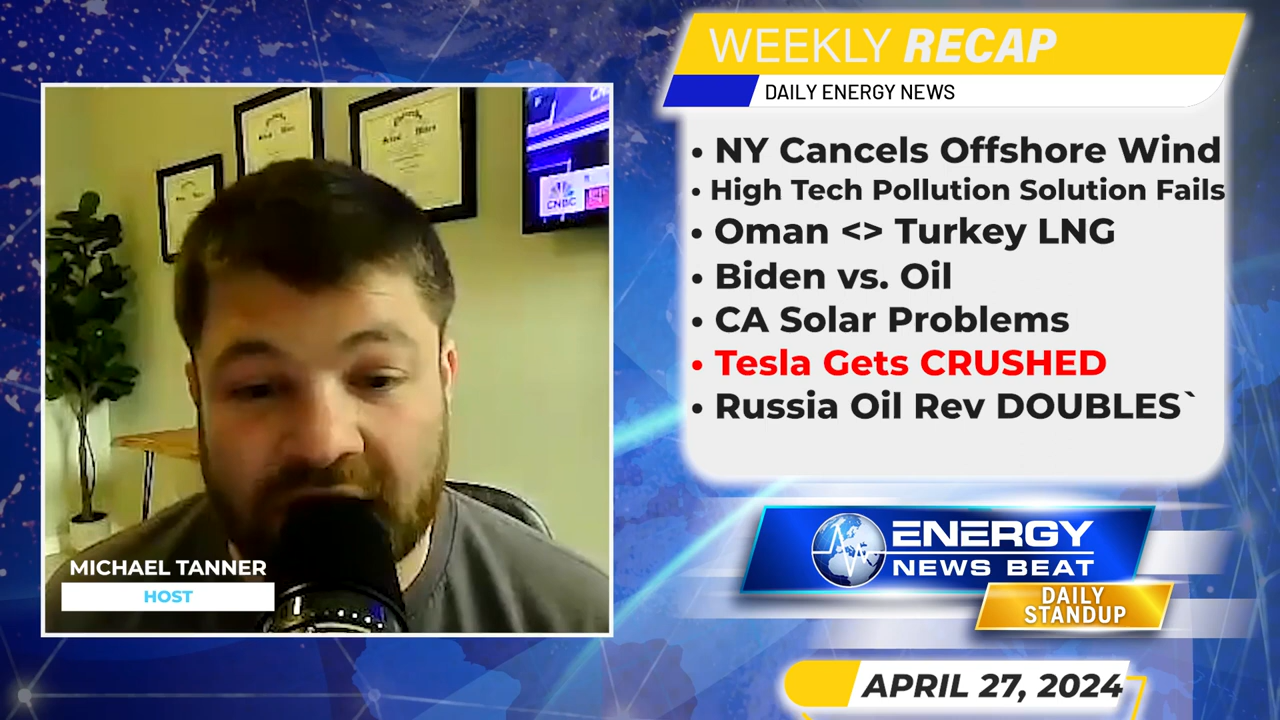 WEEKLY RECAP
DAILY ENERGY NEWS
• NY Cancels Offshore Wind
• High Tech Pollution Solution Fails
• Oman <> Turkey LNG
• Biden vs. Oil
• CA Solar Problems
• Tesla Gets CRUSHED
• Russia Oil Rev DOUBLES`
CNBC
MICHAEL TANNER
HOST
ENERGY
NEWS BEAT
DAILY
STANDUP
APRIL 27, 2024